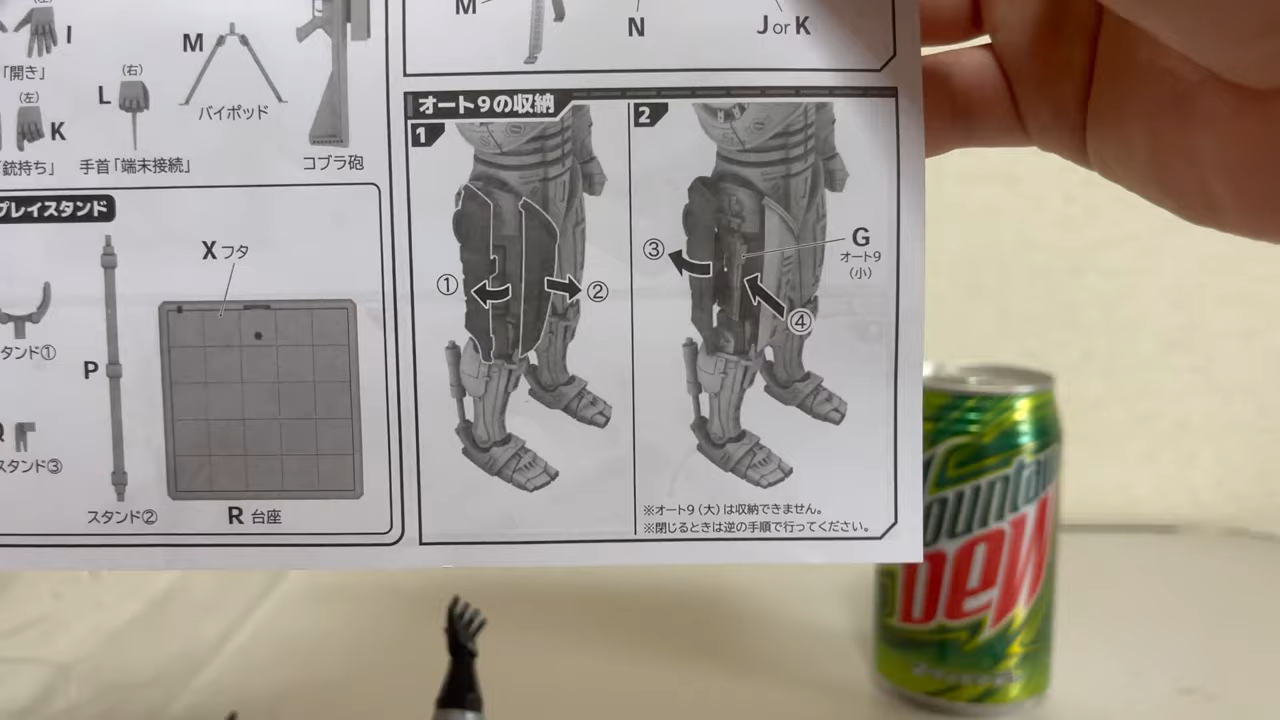 (左)
I
「開き」
(左)
K
「銃持ち」
(右)
L
手首「端末接続」
M
バイポッド
コブラ砲
M
N
J or K
プレイスタンド
スタンド①
スタンド③
P
スタンド②
X フタ
R 台座
オート9の収納
1
①
②
2
③
④
G
オート9
(小)
※オート9(大)は収納できません。
※閉じるときは逆の手順で行ってください。
Mountain
Dew